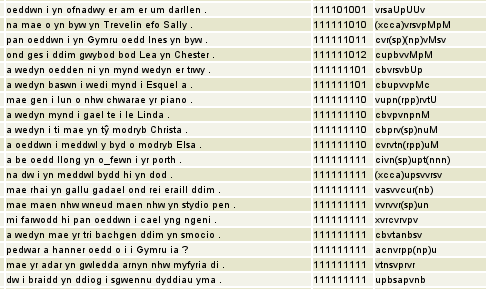 oeddwn i yn ofnadwy er am er um darllen . 111101001 vrsaUpUUv
na mae o yn byw yn Trevelin efo Sally . 111111010 (xcca)vrsvpMpM
pan oeddwn i yn Gymru oedd Ines yn byw . 111111011 cvr(sp)(np)vMsv
ond ges i ddim gwybod bod Lea yn Chester . 111111012 cupbvvMpM
a wedyn oedden ni yn mynd wedyn er trwy . 111111101 cbvrsvbUp
a wedyn baswn i wedi mynd i Esquel a . 111111101 cbupvvpMc
mae gen i lun o nhw chwarae yr piano . 111111110 vupn(rpp)rvtU
a wedyn mynd i gael te i le Linda . 111111110 cbvpvnpnM
a wedyn i ti mae yn tŷ modryb Christa . 111111110 cbprv(sp)nuM
a oeddwn i meddwl y byd o modryb Elsa . 111111110 cvrvtn(rpp)uM
a be oedd llong yn o_fewn i yr porth . 111111111 civn(sp)upt(nnn)
na dw i yn meddwl bydd hi yn dod . 111111111 (xcca)upsvvrsv
mae rhai yn gallu gadael ond rei eraill ddim . 111111111 vasvvcur(nb)
mae maen nhw wneud maen nhw yn stydio pen . 111111111 vvrvvr(sp)un
mi farwodd hi pan oeddwn i cael yng ngeni . 111111111 xvrcvrvpv
a wedyn mae yr tri bachgen ddim yn smocio . 111111111 cbvtanbsv
pedwar a hanner oedd o i i Gymru ia ? 111111111 acnvrpp(np)u
mae yr adar yn gwledda arnyn nhw myfyria di . 111111111 vtnsvprvr
dw i braidd yn ddiog i sgwennu dyddiau yma . 111111111 upbsapvnb